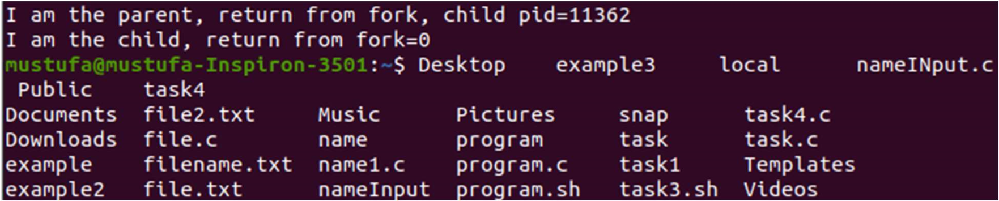 I am the parent, return from fork, child pid=11362
I am the child, return from fork=0
mustufa@mustufa-Inspiron-3501:~$ Desktop    example3     local      nameINput.c
 Public    task4
Documents  file2.txt     Music      Pictures     snap      task4.c
Downloads  file.c        name       program      task      task.c
example    filename.txt  name1.c    program.c    task1     Templates
example2   file.txt      nameInput  program.sh   task3.sh  Videos